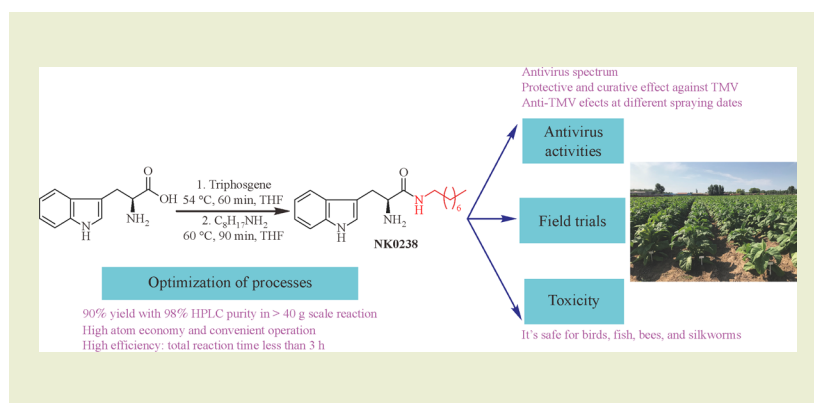 Antivirus spectrum
Protective and curative effect against TMV
Anti-TMV efects at different spraying dates
Antivirus
activities
O
OH
NH₂
N
H
1. Triphosgene
54 °C, 60 min, THF
2. C₈H₁₇NH₂
60 °C, 90 min, THF
O
N
H
6
NH₂
N
H
NK0238
Field trials
Optimization of processes
Toxicity
90% yield with 98% HPLC purity in > 40 g scale reaction
High atom economy and convenient operation
High efficiency: total reaction time less than 3 h
It's safe for birds, fish, bees, and silkworms